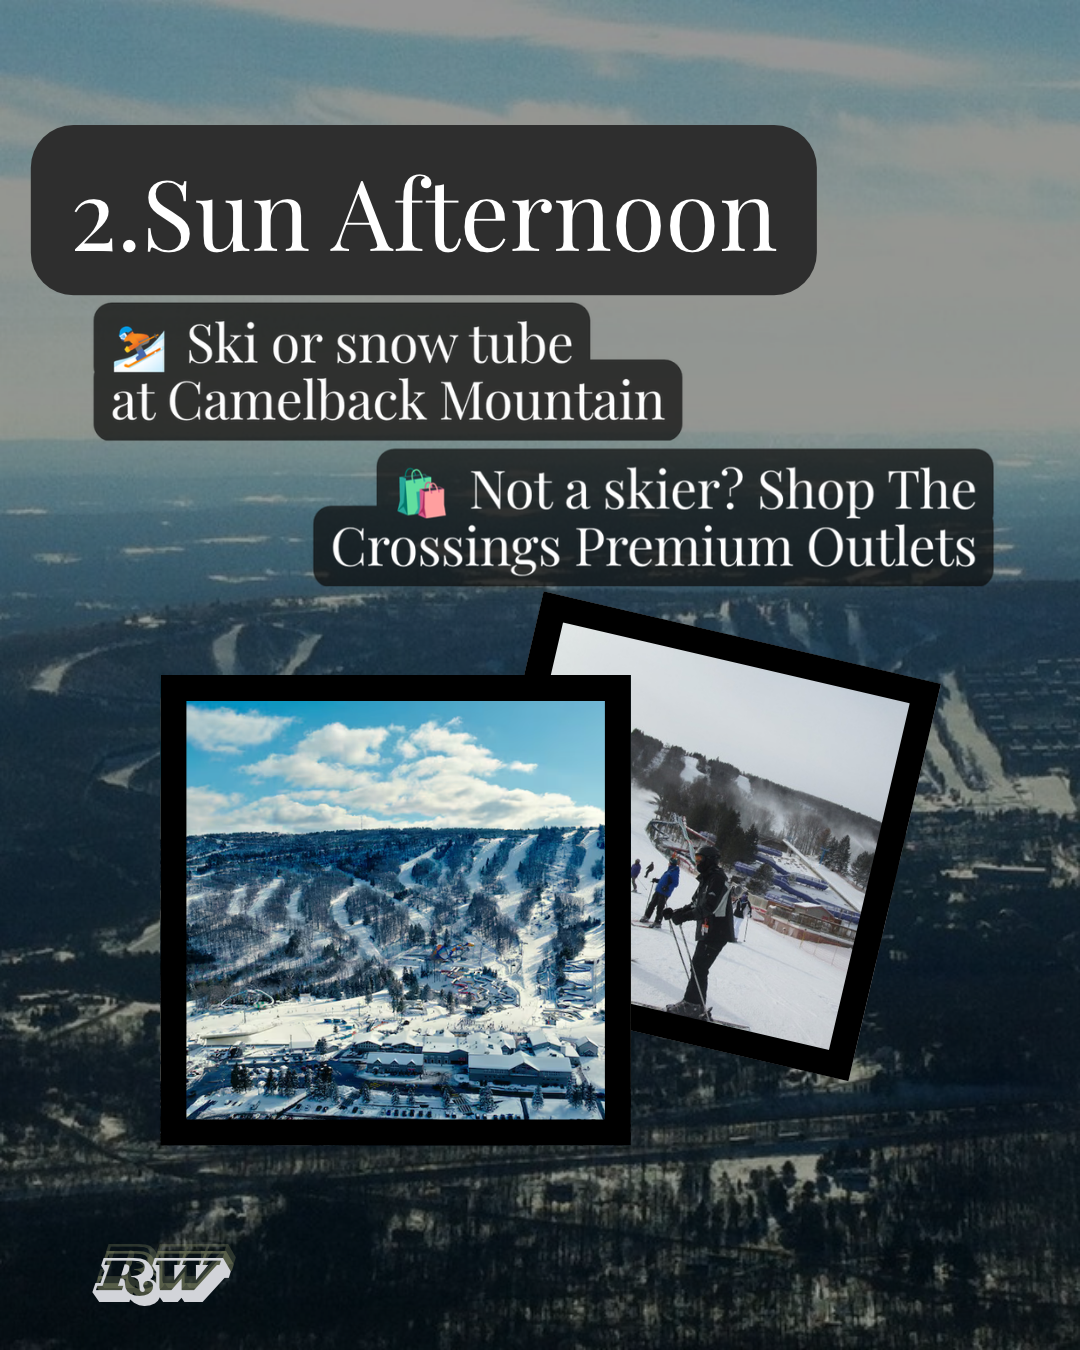 2.Sun Afternoon
⛷️ Ski or snow tube
at Camelback Mountain
🛍️ Not a skier? Shop The
Crossings Premium Outlets
RW